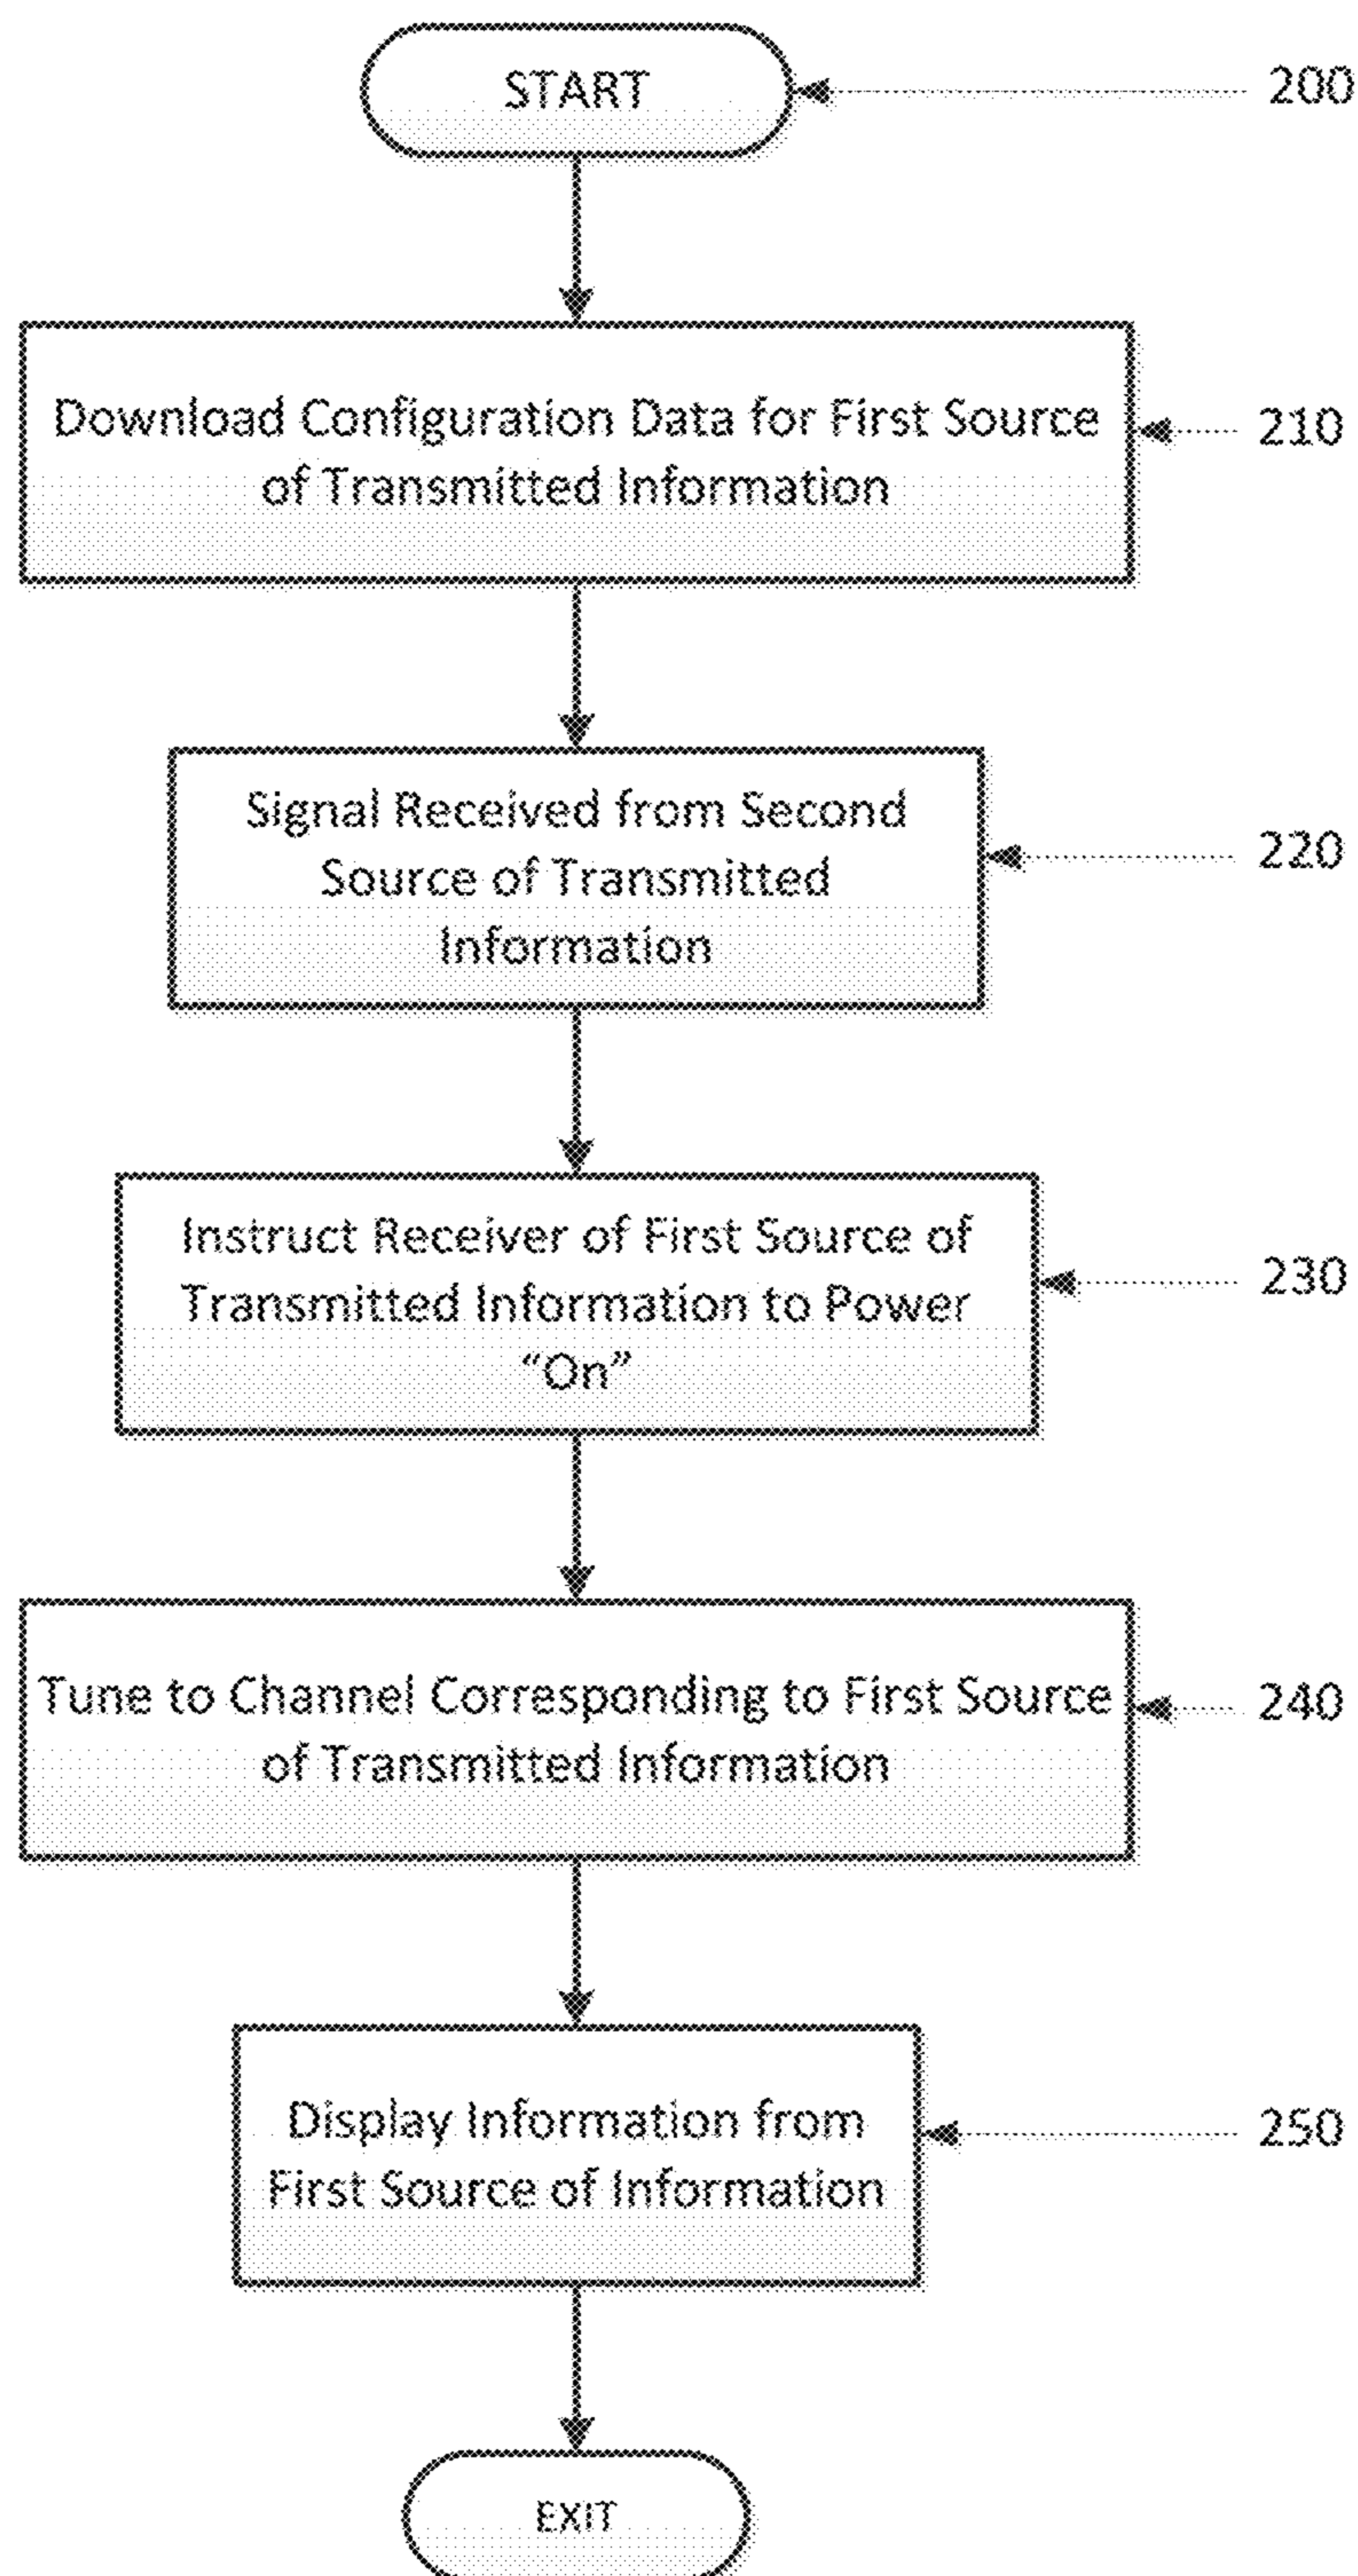 START
200
Download Configuration Data for First Source
of Transmitted Information
210
Signal Received from Second
Source of Transmitted
Information
220
Instruct Receiver of First Source of
Transmitted Information to Power
“On”
230
Tune to Channel Corresponding to First Source
of Transmitted Information
240
Display Information from
First Source of Information
250
EXIT